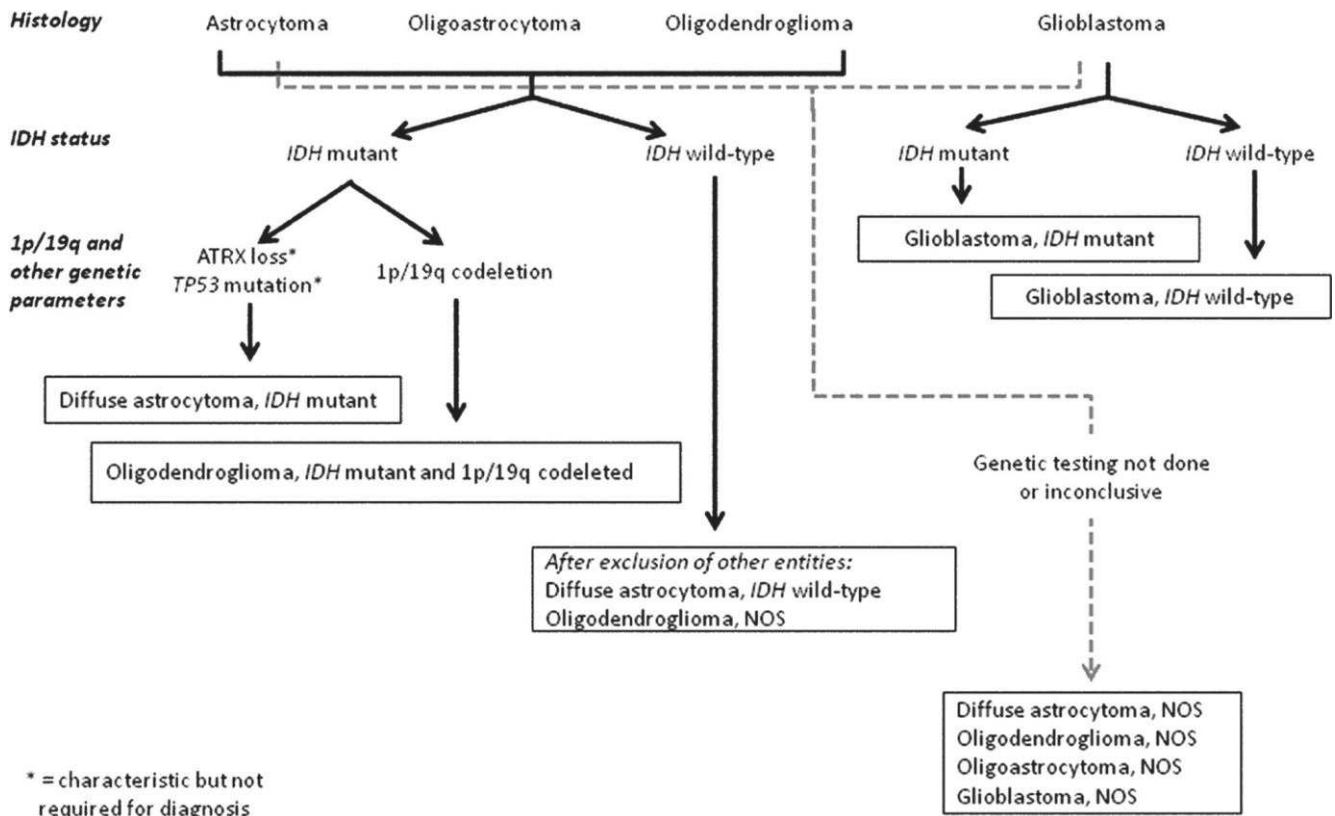 Histology
Astrocytoma
Oligoastrocytoma
Oligodendroglioma
Glioblastoma
IDH status
IDH mutant
IDH wild-type
IDH mutant
IDH wild-type
1p/19q and
other genetic
parameters
ATRX loss*
TP53 mutation*
1p/19q codeletion
Glioblastoma, IDH mutant
Glioblastoma, IDH wild-type
Diffuse astrocytoma, IDH mutant
Oligodendroglioma, IDH mutant and 1p/19q codeleted
Genetic testing not done
or inconclusive
After exclusion of other entities:
Diffuse astrocytoma, IDH wild-type
Oligodendroglioma, NOS
Diffuse astrocytoma, NOS
Oligodendroglioma, NOS
Oligoastrocytoma, NOS
Glioblastoma, NOS
* = characteristic but not
required for diagnosis